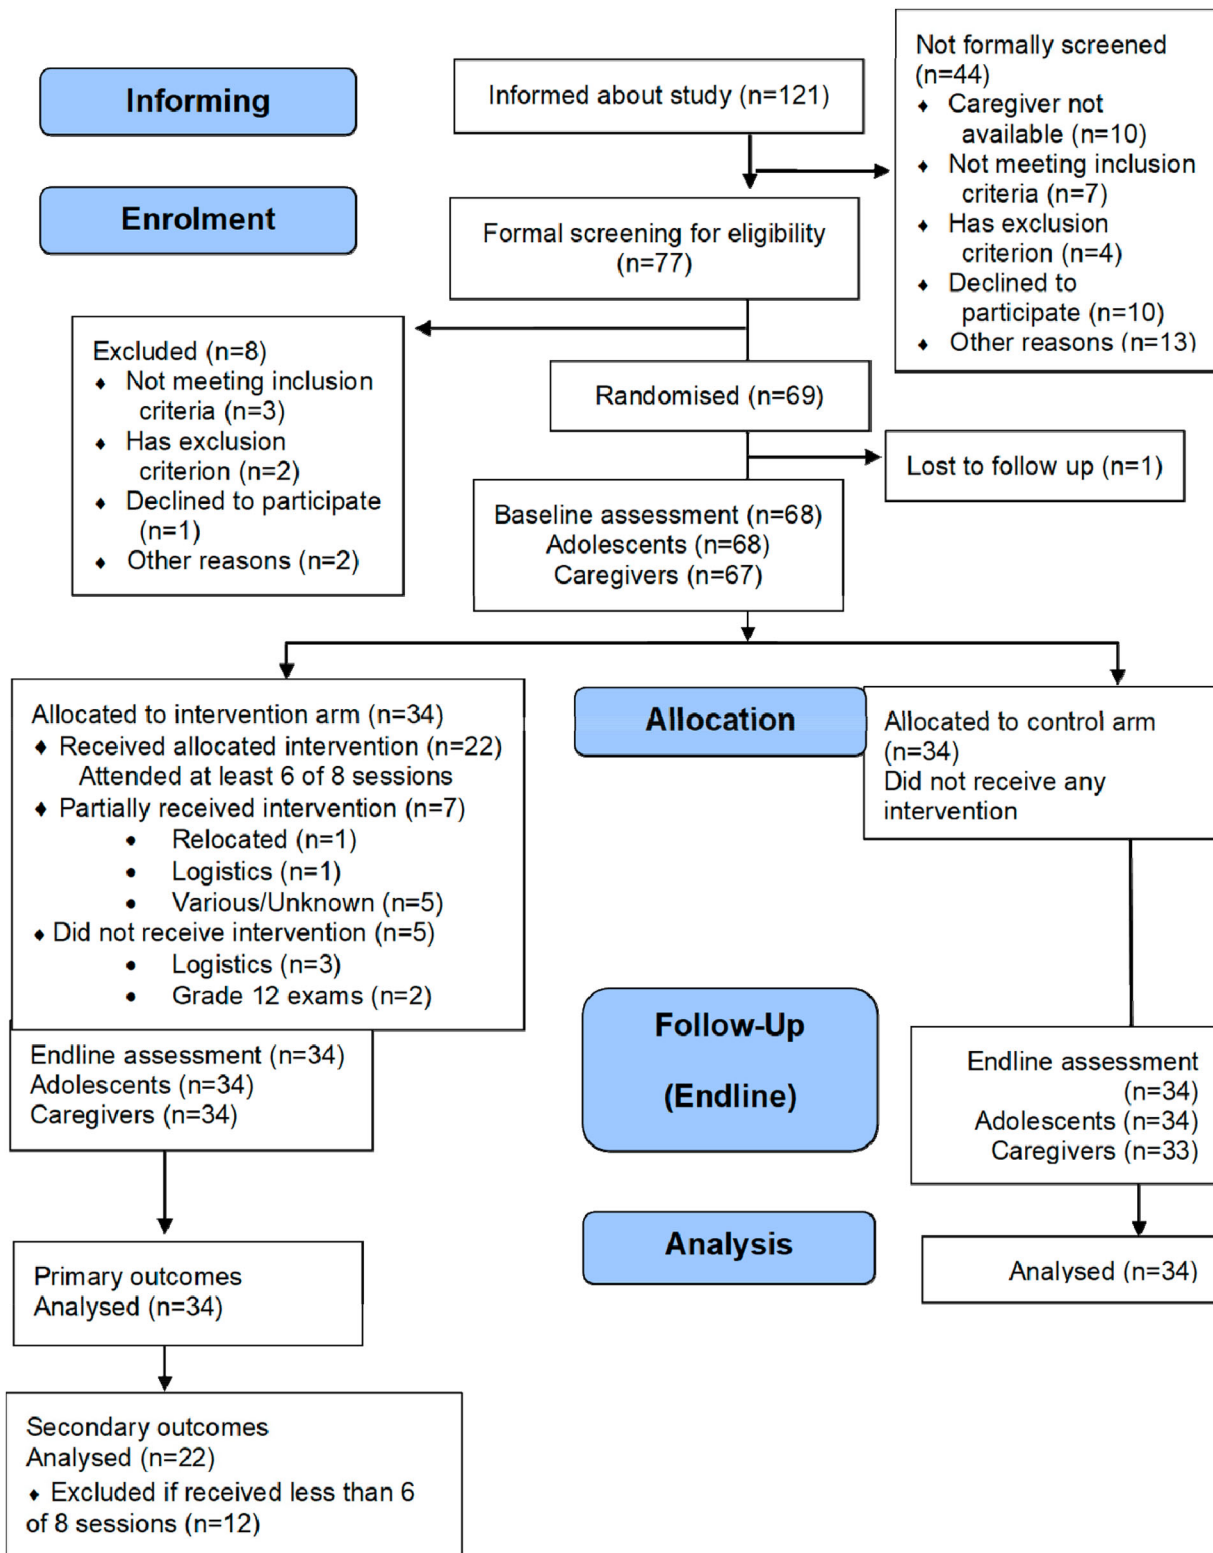 Informing
Informed about study (n=121)
Not formally screened
(n=44)
♦ Caregiver not
available (n=10)
♦ Not meeting inclusion
criteria (n=7)
♦ Has exclusion
criterion (n=4)
♦ Declined to
participate (n=10)
♦ Other reasons (n=13)
Enrolment
Formal screening for eligibility
(n=77)
Excluded (n=8)
♦ Not meeting inclusion
criteria (n=3)
♦ Has exclusion
criterion (n=2)
♦ Declined to participate
(n=1)
♦ Other reasons (n=2)
Randomised (n=69)
Lost to follow up (n=1)
Baseline assessment (n=68)
Adolescents (n=68)
Caregivers (n=67)
Allocated to intervention arm (n=34)
♦ Received allocated intervention (n=22)
Attended at least 6 of 8 sessions
♦ Partially received intervention (n=7)
• Relocated (n=1)
• Logistics (n=1)
• Various/Unknown (n=5)
♦ Did not receive intervention (n=5)
• Logistics (n=3)
• Grade 12 exams (n=2)
Allocation
Allocated to control arm
(n=34)
Did not receive any
intervention
Endline assessment (n=34)
Adolescents (n=34)
Caregivers (n=34)
Follow-Up
(Endline)
Endline assessment
(n=34)
Adolescents (n=34)
Caregivers (n=33)
Primary outcomes
Analysed (n=34)
Analysis
Analysed (n=34)
Secondary outcomes
Analysed (n=22)
♦ Excluded if received less than 6
of 8 sessions (n=12)